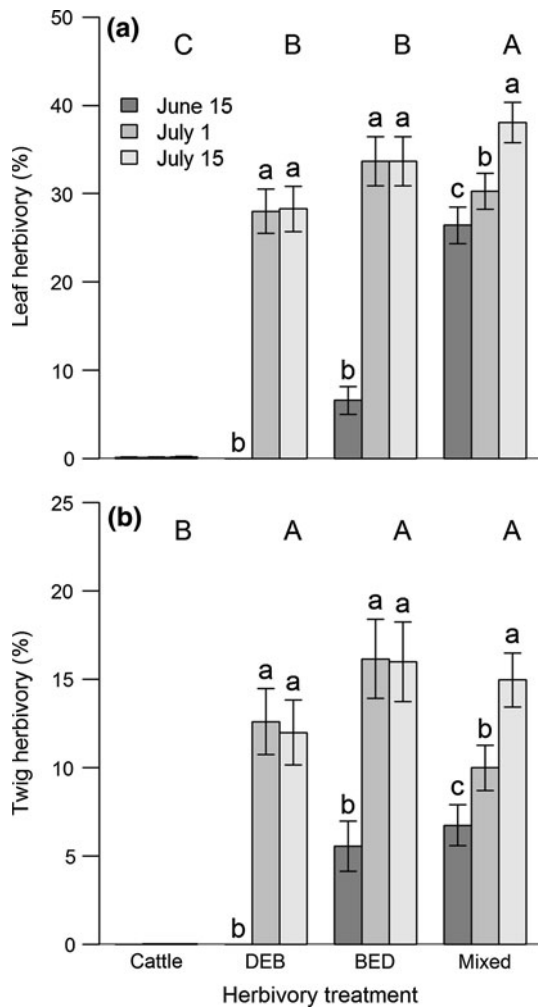 50
(a)
C B B A
June 15
July 1
July 15
a
a a
a a
b
c
40
30
20
10
0
b
b
Leaf herbivory (%)
25
(b)
B A A A
20
15
10
5
0
a a
a a
a
b
c
b
b
Twig herbivory (%)
Cattle DEB BED Mixed
Herbivory treatment